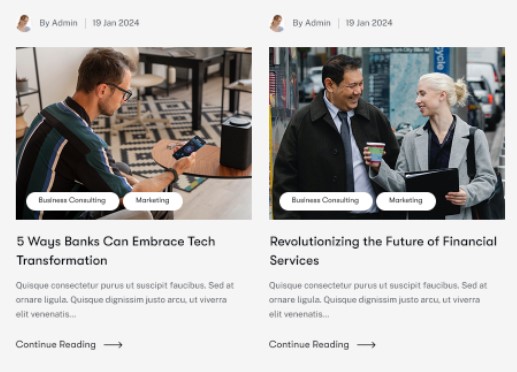 By Admin | 19 Jan 2024
Business Consulting
Marketing
5 Ways Banks Can Embrace Tech
Transformation
Quisque consectetur purus ut suscipit faucibus. Sed at
ornare ligula. Quisque dignissim justo arcu, ut viverra
elit venenatis...
Continue Reading
By Admin | 19 Jan 2024
Business Consulting
Marketing
Revolutionizing the Future of Financial
Services
Quisque consectetur purus ut suscipit faucibus. Sed at
ornare ligula. Quisque dignissim justo arcu, ut viverra
elit venenatis...
Continue Reading